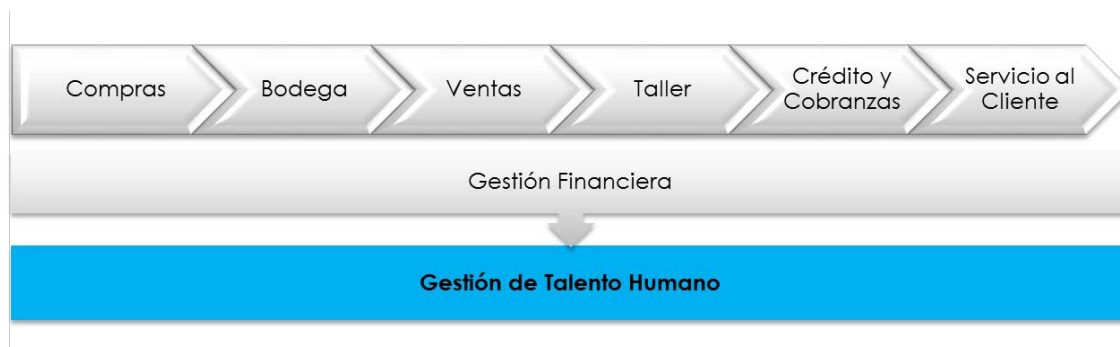 Compras
Bodega
Ventas
Taller
Crédito y
Cobranzas
Servicio al
Cliente
Gestión Financiera
Gestión de Talento Humano